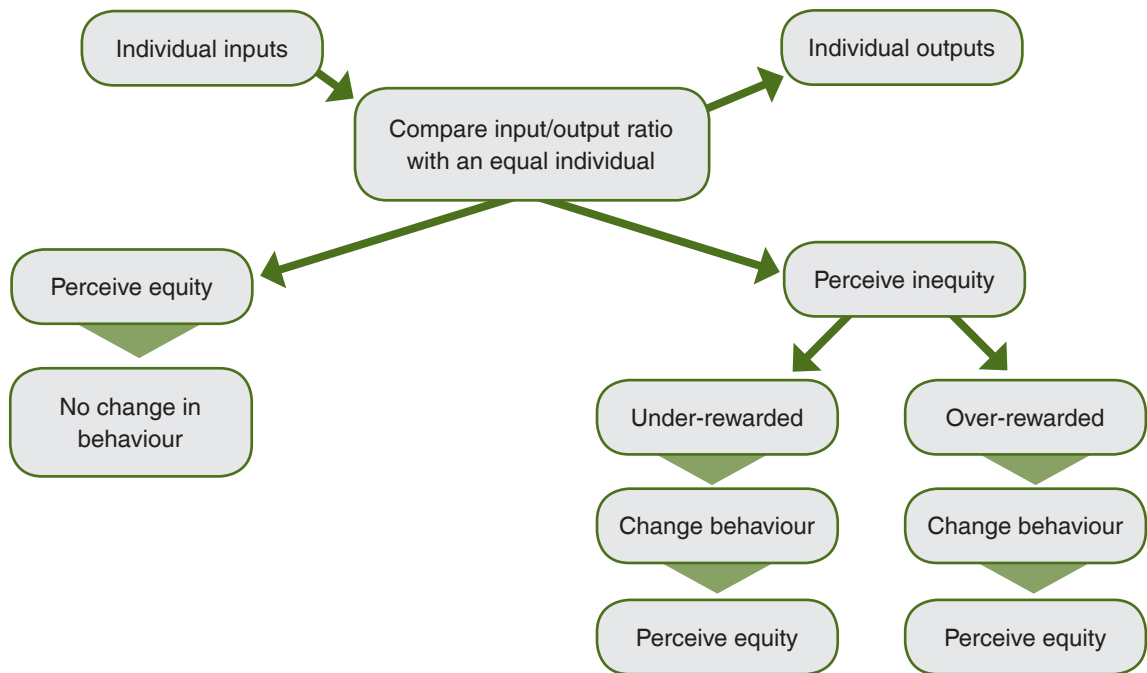 Individual inputs
Individual outputs
Compare input/output ratio
with an equal individual
Perceive equity
Perceive inequity
No change in
behaviour
Under-rewarded
Over-rewarded
Change behaviour
Change behaviour
Perceive equity
Perceive equity